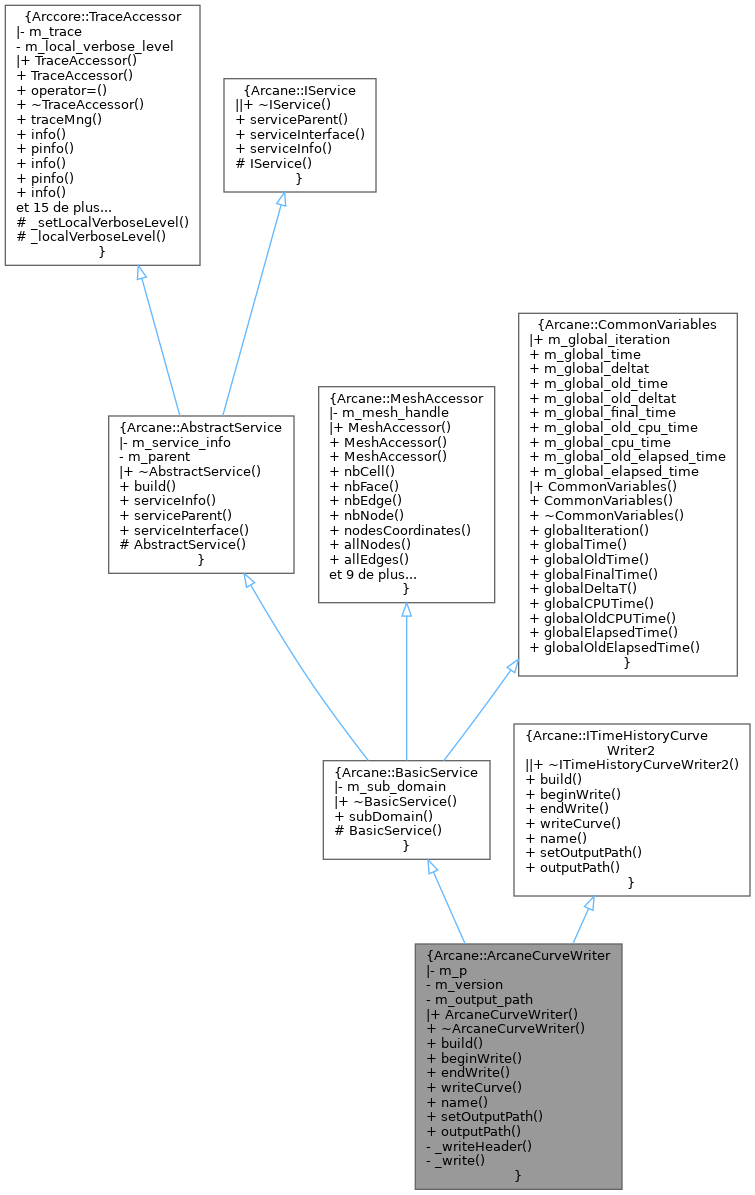 {Arccore::TraceAccessor
|- m_trace
- m_local_verbose_level
|+ TraceAccessor()
+ TraceAccessor()
+ operator=()
+ ~TraceAccessor()
+ traceMng()
+ info()
+ pinfo()
+ info()
+ pinfo()
+ info()
et 15 de plus...
# _setLocalVerboseLevel()
# _localVerboseLevel()
}
{Arcane::IService
||+ ~IService()
+ serviceParent()
+ serviceInterface()
+ serviceInfo()
# IService()
}
{Arcane::CommonVariables
|+ m_global_iteration
+ m_global_time
+ m_global_deltat
+ m_global_old_time
+ m_global_old_deltat
+ m_global_final_time
+ m_global_old_cpu_time
+ m_global_cpu_time
+ m_global_old_elapsed_time
+ m_global_elapsed_time
|+ CommonVariables()
+ CommonVariables()
+ ~CommonVariables()
+ globalIteration()
+ globalTime()
+ globalOldTime()
+ globalFinalTime()
+ globalDeltaT()
+ globalCPUTime()
+ globalOldCPUTime()
+ globalElapsedTime()
+ globalOldElapsedTime()
}
{Arcane::MeshAccessor
|- m_mesh_handle
|+ MeshAccessor()
+ MeshAccessor()
+ MeshAccessor()
+ nbCell()
+ nbFace()
+ nbEdge()
+ nbNode()
+ nodesCoordinates()
+ allNodes()
+ allEdges()
et 9 de plus...
}
{Arcane::AbstractService
|- m_service_info
- m_parent
|+ ~AbstractService()
+ build()
+ serviceInfo()
+ serviceParent()
+ serviceInterface()
# AbstractService()
}
{Arcane::ITimeHistoryCurve
Writer2
||+ ~ITimeHistoryCurveWriter2()
+ build()
+ beginWrite()
+ endWrite()
+ writeCurve()
+ name()
+ setOutputPath()
+ outputPath()
}
{Arcane::BasicService
|- m_sub_domain
|+ ~BasicService()
+ subDomain()
# BasicService()
}
{Arcane::ArcaneCurveWriter
|- m_p
- m_version
- m_output_path
|+ ArcaneCurveWriter()
+ ~ArcaneCurveWriter()
+ build()
+ beginWrite()
+ endWrite()
+ writeCurve()
+ name()
+ setOutputPath()
+ outputPath()
- _writeHeader()
- _write()
}